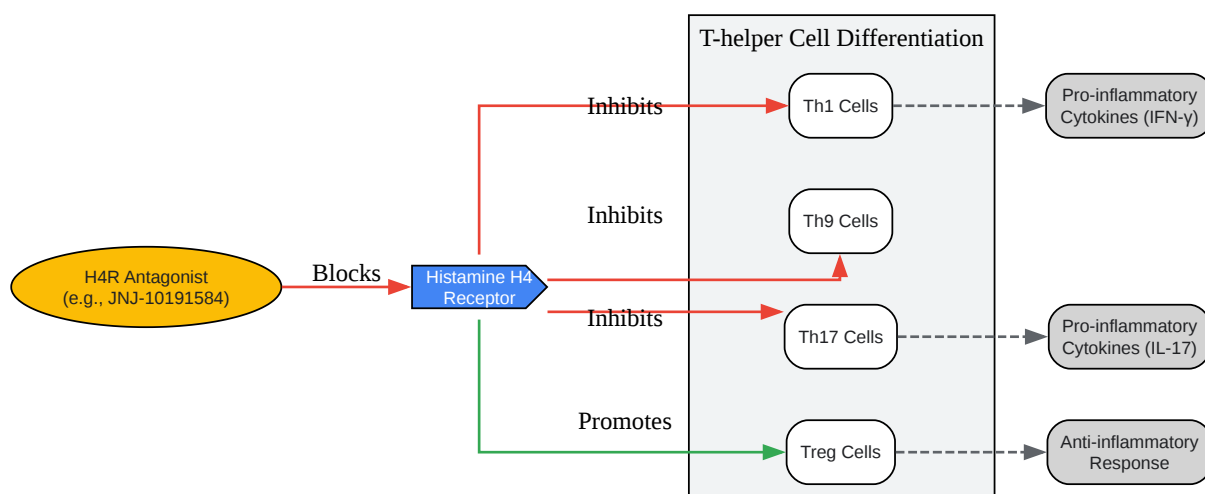 T-helper Cell Differentiation
Inhibits
Th1 Cells
Pro-inflammatory
Cytokines (IFN-γ)
Inhibits
Th9 Cells
H4R Antagonist
(e.g., JNJ-10191584)
Blocks
Histamine H4
Receptor
Inhibits
Th17 Cells
Pro-inflammatory
Cytokines (IL-17)
Promotes
Treg Cells
Anti-inflammatory
Response